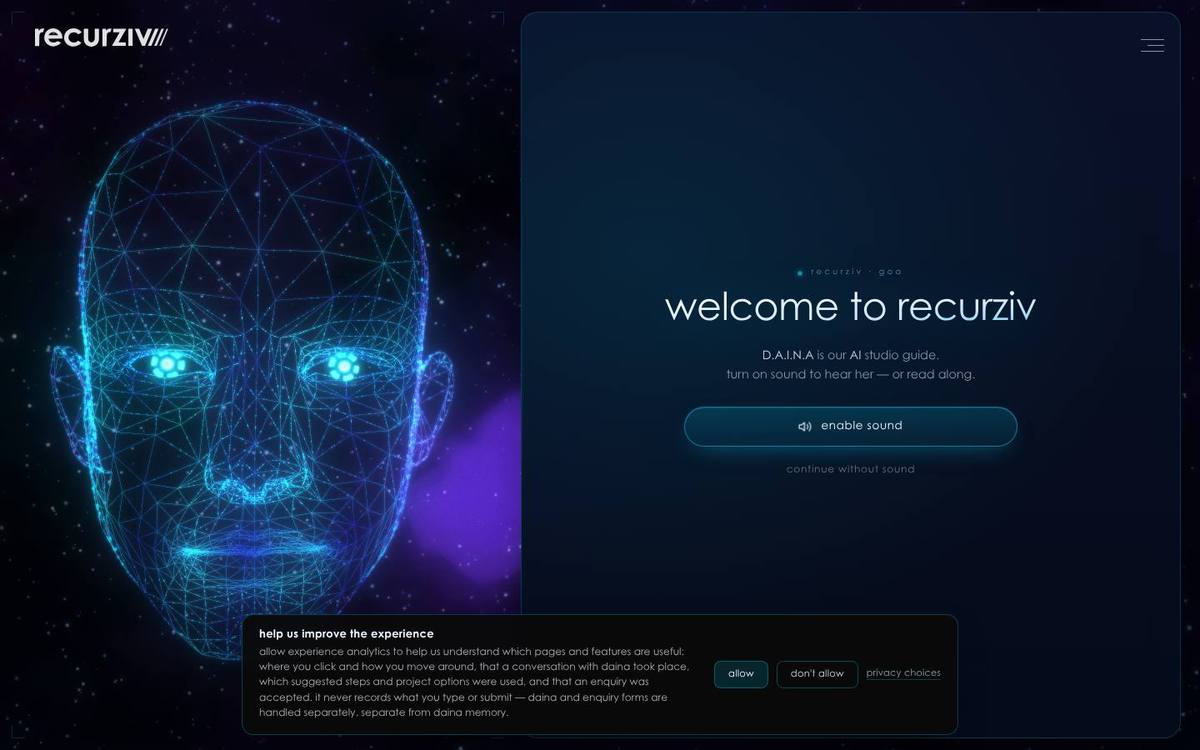 recurziv
recurziv · goa
welcome to recurziv
D.A.I.N.A is our AI studio guide.
turn on sound to hear her — or read along.
enable sound
continue without sound
help us improve the experience
allow experience analytics to help us understand which pages and features are useful:
where you click and how you move around, that a conversation with daina took place,
which suggested steps and project options were used, and that an enquiry was
accepted. it never records what you type or submit — daina and enquiry forms are
handled separately, separate from daina memory.
allow
don't allow
privacy choices